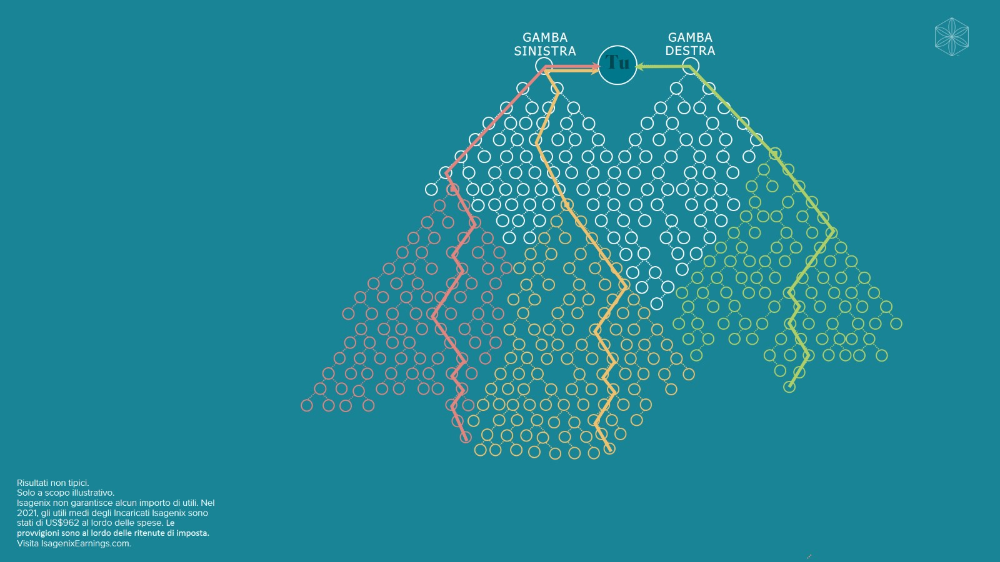 GAMBA
SINISTRA
GAMBA
DESTRA
Tu
Risultati non tipici.
Solo a scopo illustrativo.
Isagenix non garantisce alcun importo di utili. Nel
2021, gli utili medi degli Incaricati Isagenix sono
stati di US$962 al lordo delle spese. Le
provvigioni sono al lordo delle ritenute di imposta.
Visita IsagenixEarnings.com.